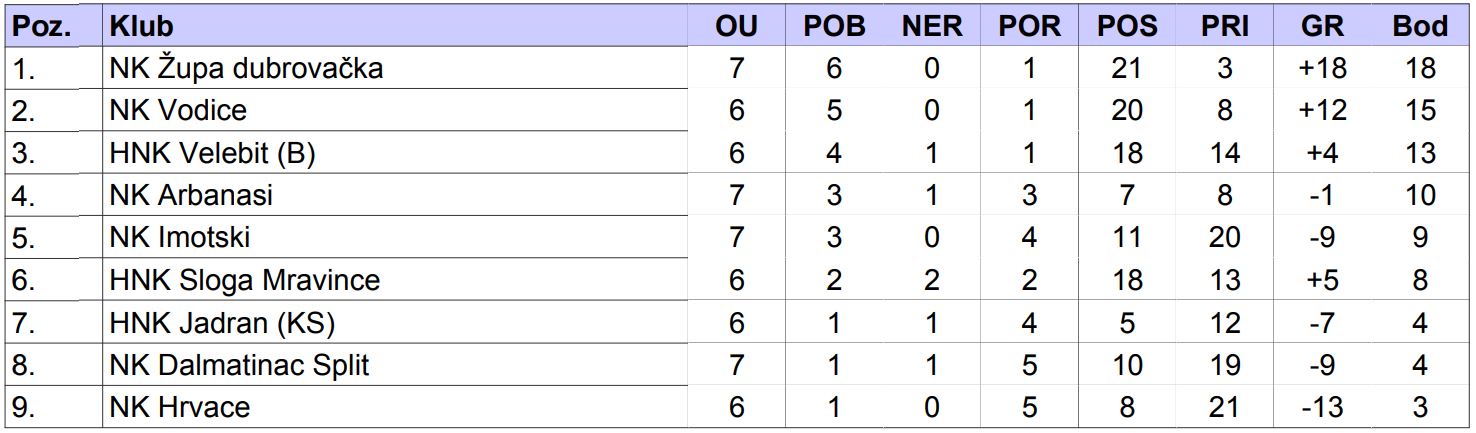 Poz. Klub OU POB NER POR POS PRI GR Bod
1. NK Župa dubrovačka 7 6 0 1 21 3 +18 18
2. NK Vodice 6 5 0 1 20 8 +12 15
3. HNK Velebit (B) 6 4 1 1 18 14 +4 13
4. NK Arbanasi 7 3 1 3 7 8 -1 10
5. NK Imotski 7 3 0 4 11 20 -9 9
6. HNK Sloga Mravince 6 2 2 2 18 13 +5 8
7. HNK Jadran (KS) 6 1 1 4 5 12 -7 4
8. NK Dalmatinac Split 7 1 1 5 10 19 -9 4
9. NK Hrvace 6 1 0 5 8 21 -13 3